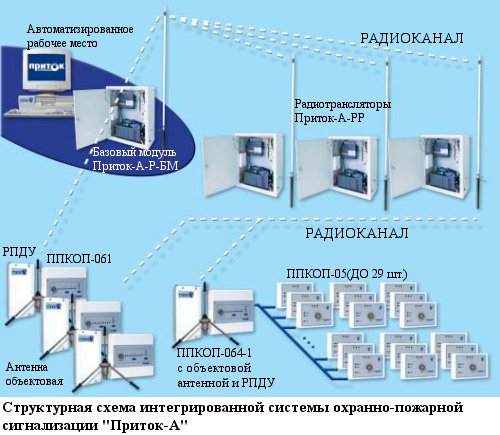 Автоматизированное
рабочее место
РАДИОКАНАЛ
ПРИТОК
Радиотрансляторы
Приток-А-РР
Базовый модуль
Приток-А-Р-БМ
РАДИОКАНАЛ
РПДУ
ППКОП-061
ППКОП-05(ДО 29 шт.)
Антенна
объектовая
ППКОП-064-1
с объектовой
антенной и РПДУ
Структурная схема интегрированной системы охранно-пожарной
сигнализации "Приток-А"